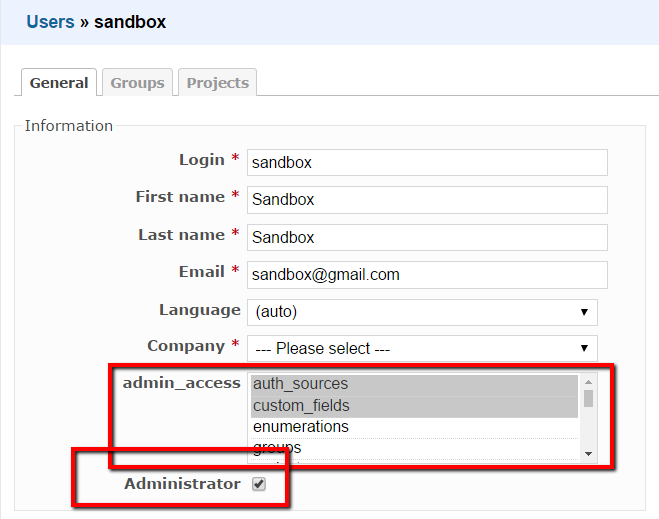 Users » sandbox
General Groups Projects
Information
Login * sandbox
First name * Sandbox
Last name * Sandbox
Email * sandbox@gmail.com
Language (auto)
Company * --- Please select ---
admin_access auth_sources
custom_fields
enumerations
groups
Administrator